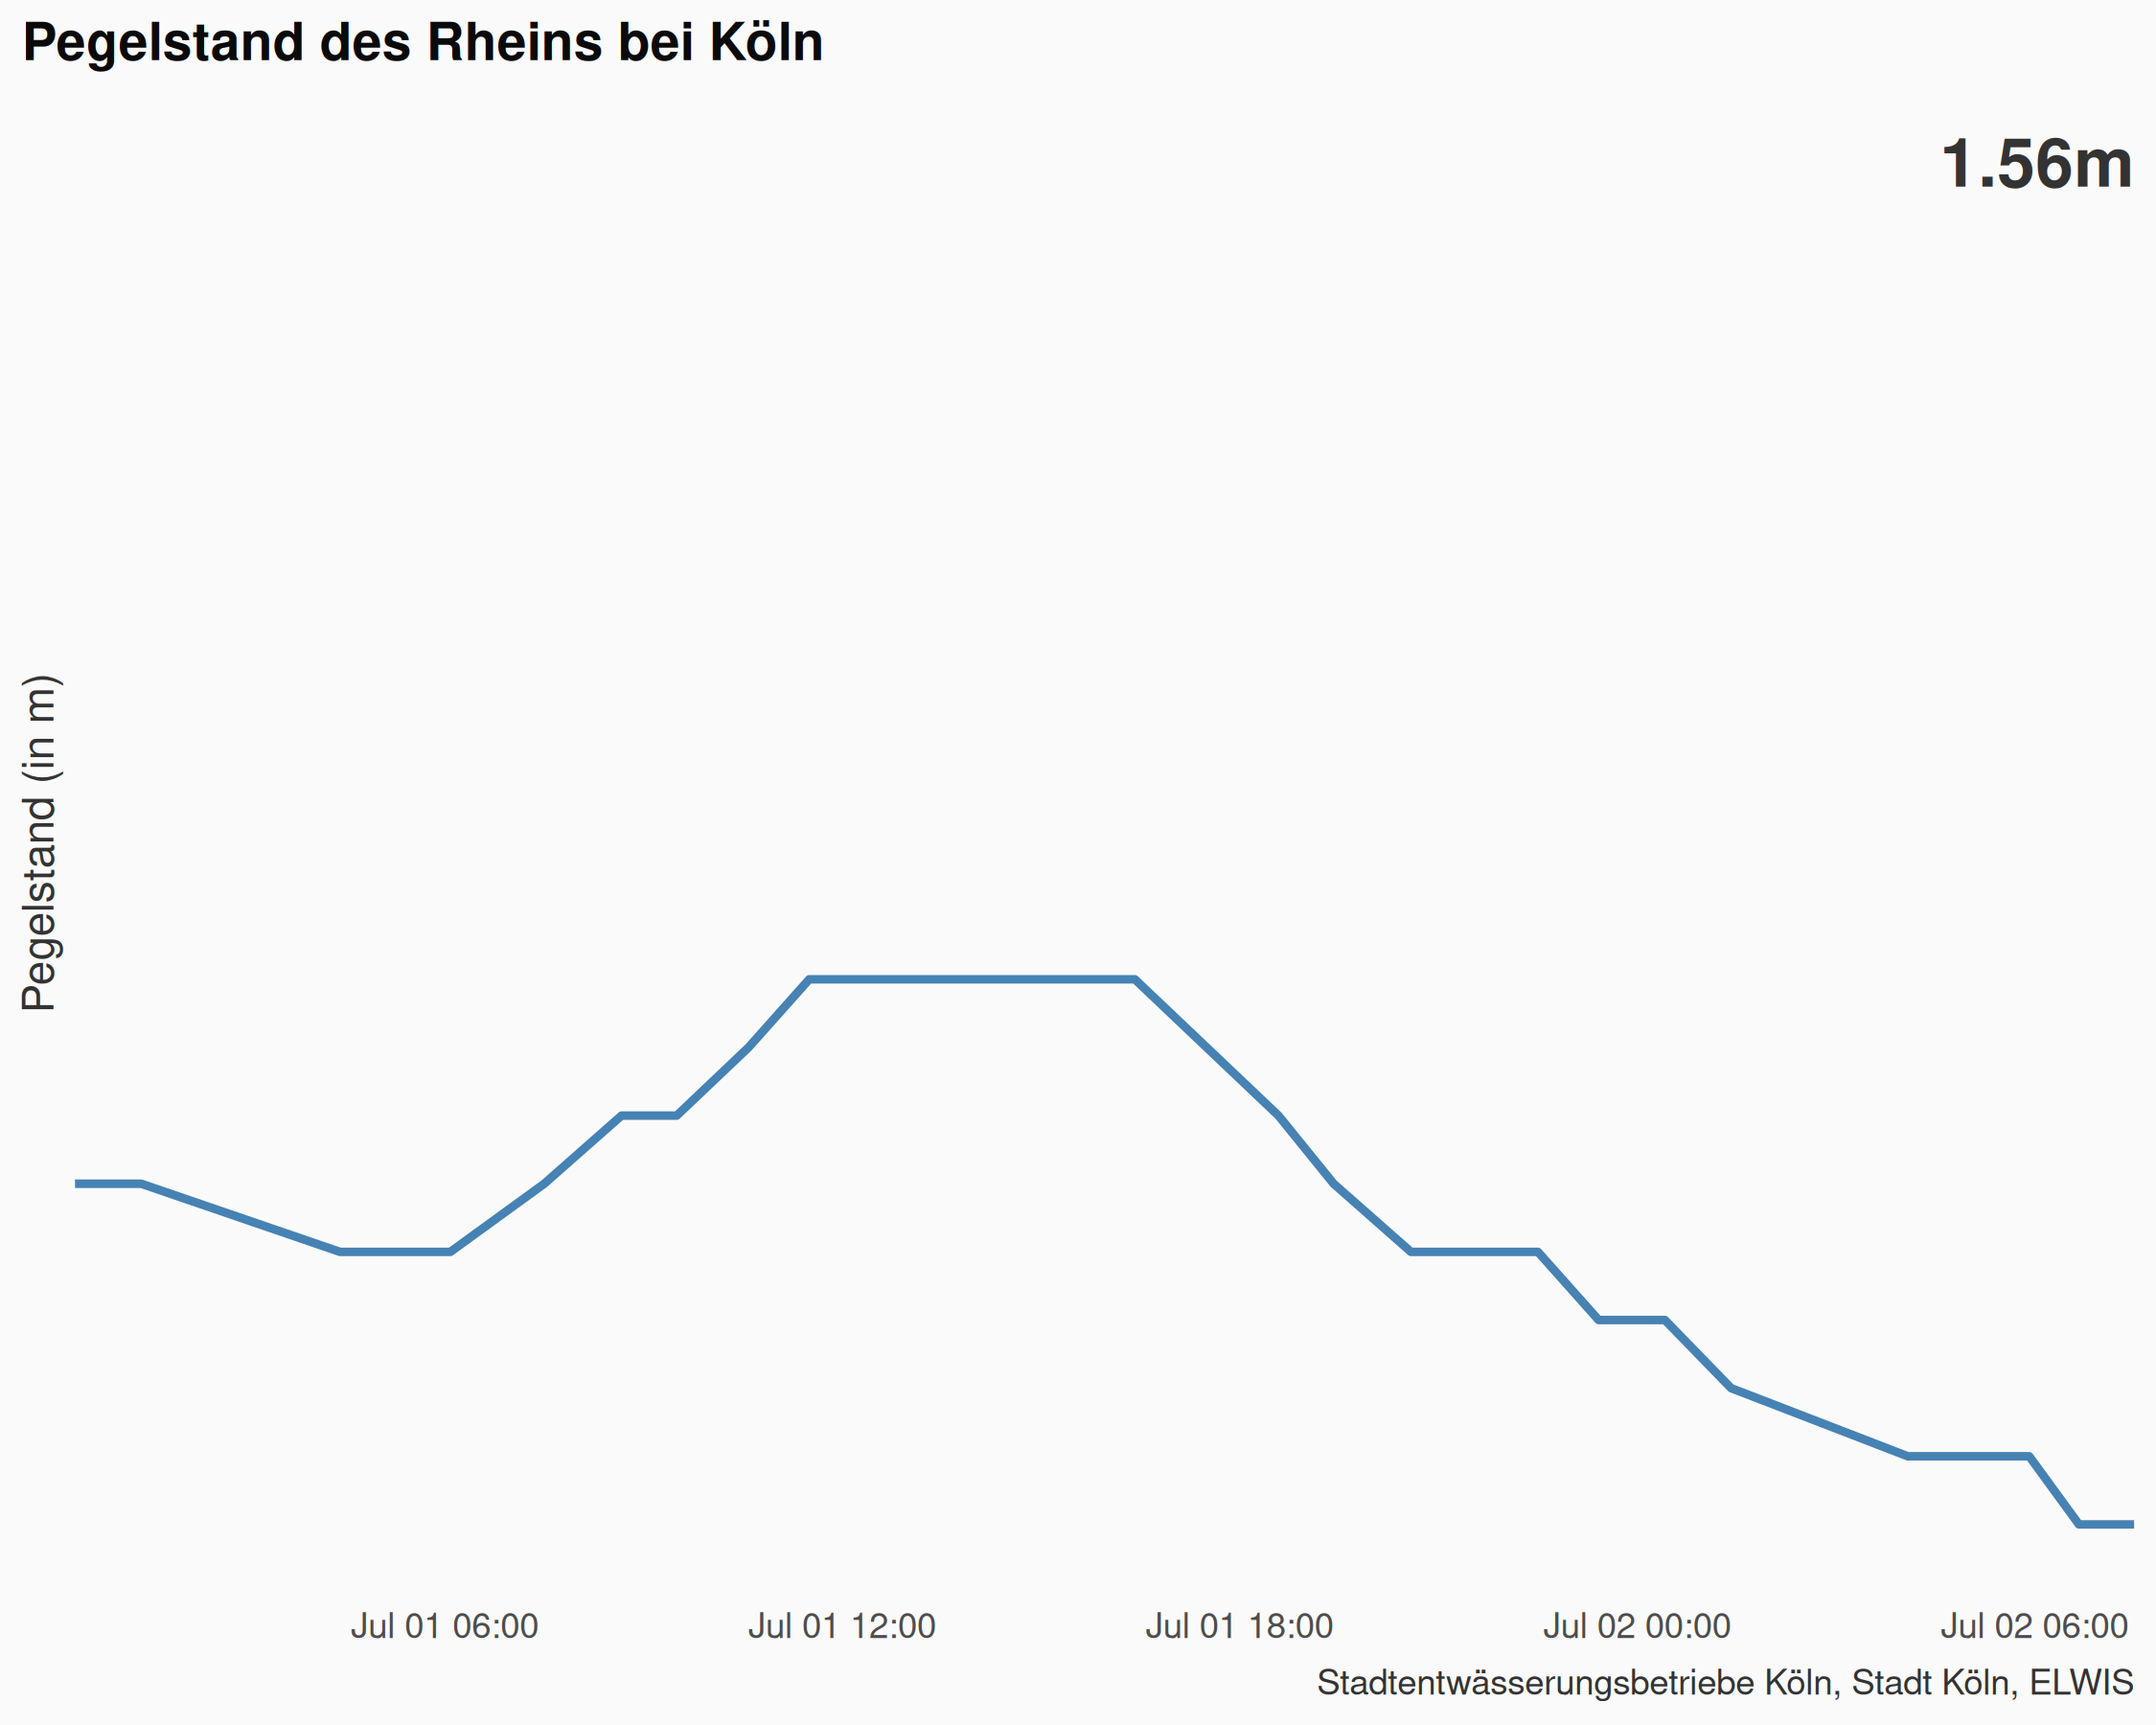 Pegelstand des Rheins bei Köln
1.56m
Pegelstand (in m)
Jul 01 06:00
Jul 01 12:00
Jul 01 18:00
Jul 02 00:00
Jul 02 06:00
Stadtentwässerungsbetriebe Köln, Stadt Köln, ELWIS